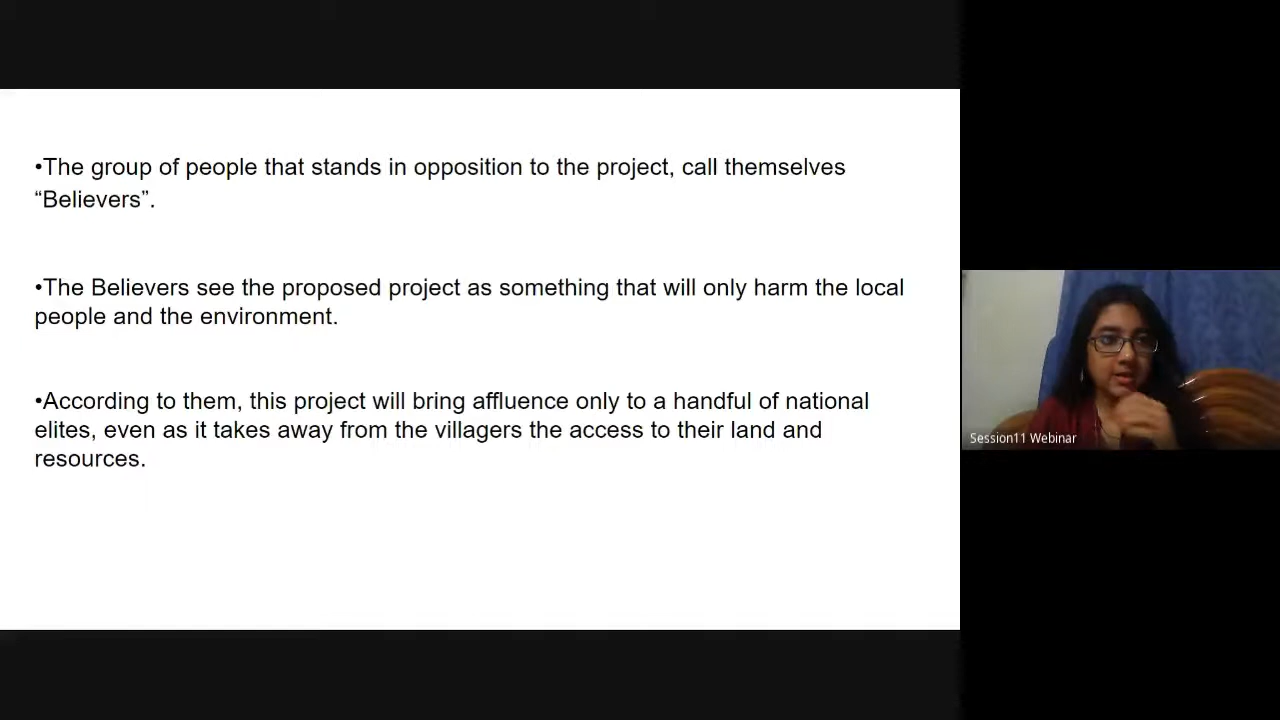 •The group of people that stands in opposition to the project, call themselves
“Believers”.
•The Believers see the proposed project as something that will only harm the local
people and the environment.
•According to them, this project will bring affluence only to a handful of national
elites, even as it takes away from the villagers the access to their land and
resources.
Session11 Webinar